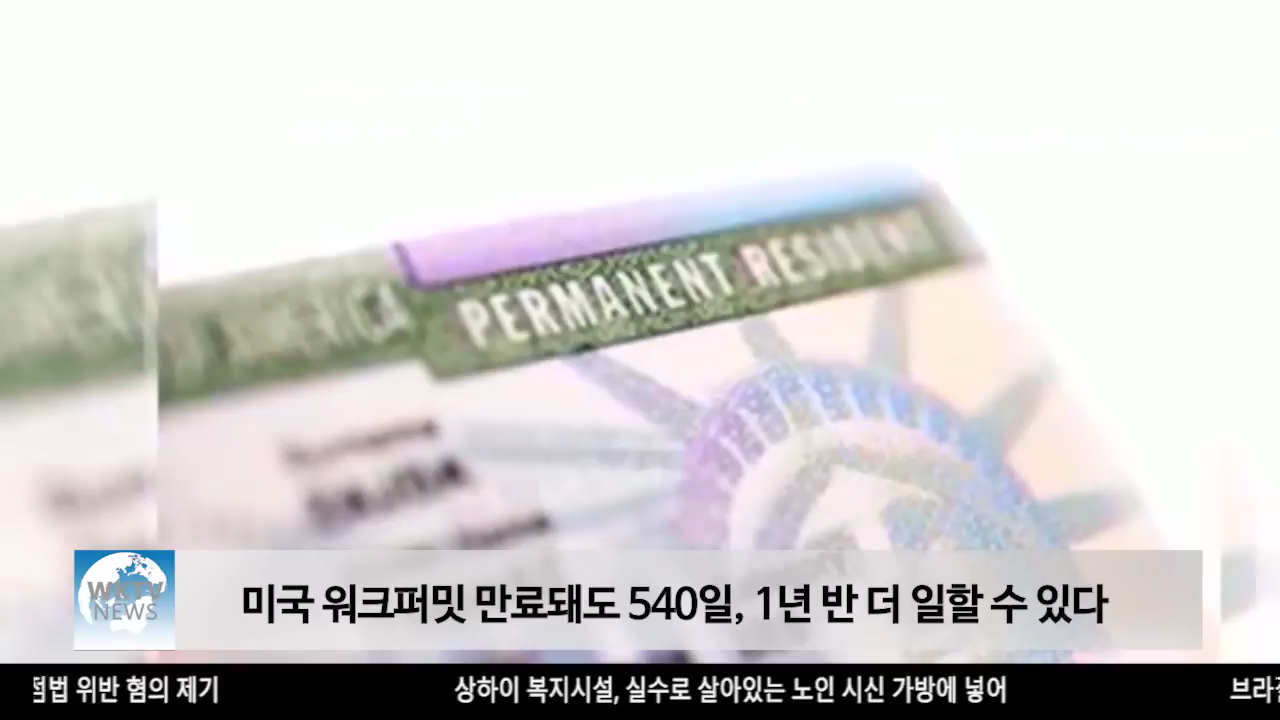 PERMANENT RESIDENT
AMERICA
WKTV
NEWS
미국 워크퍼밋 만료돼도 540일, 1년 반 더 일할 수 있다
법 위반 혐의 제기
상하이 복지시설, 실수로 살아있는 노인 시신 가방에 넣어